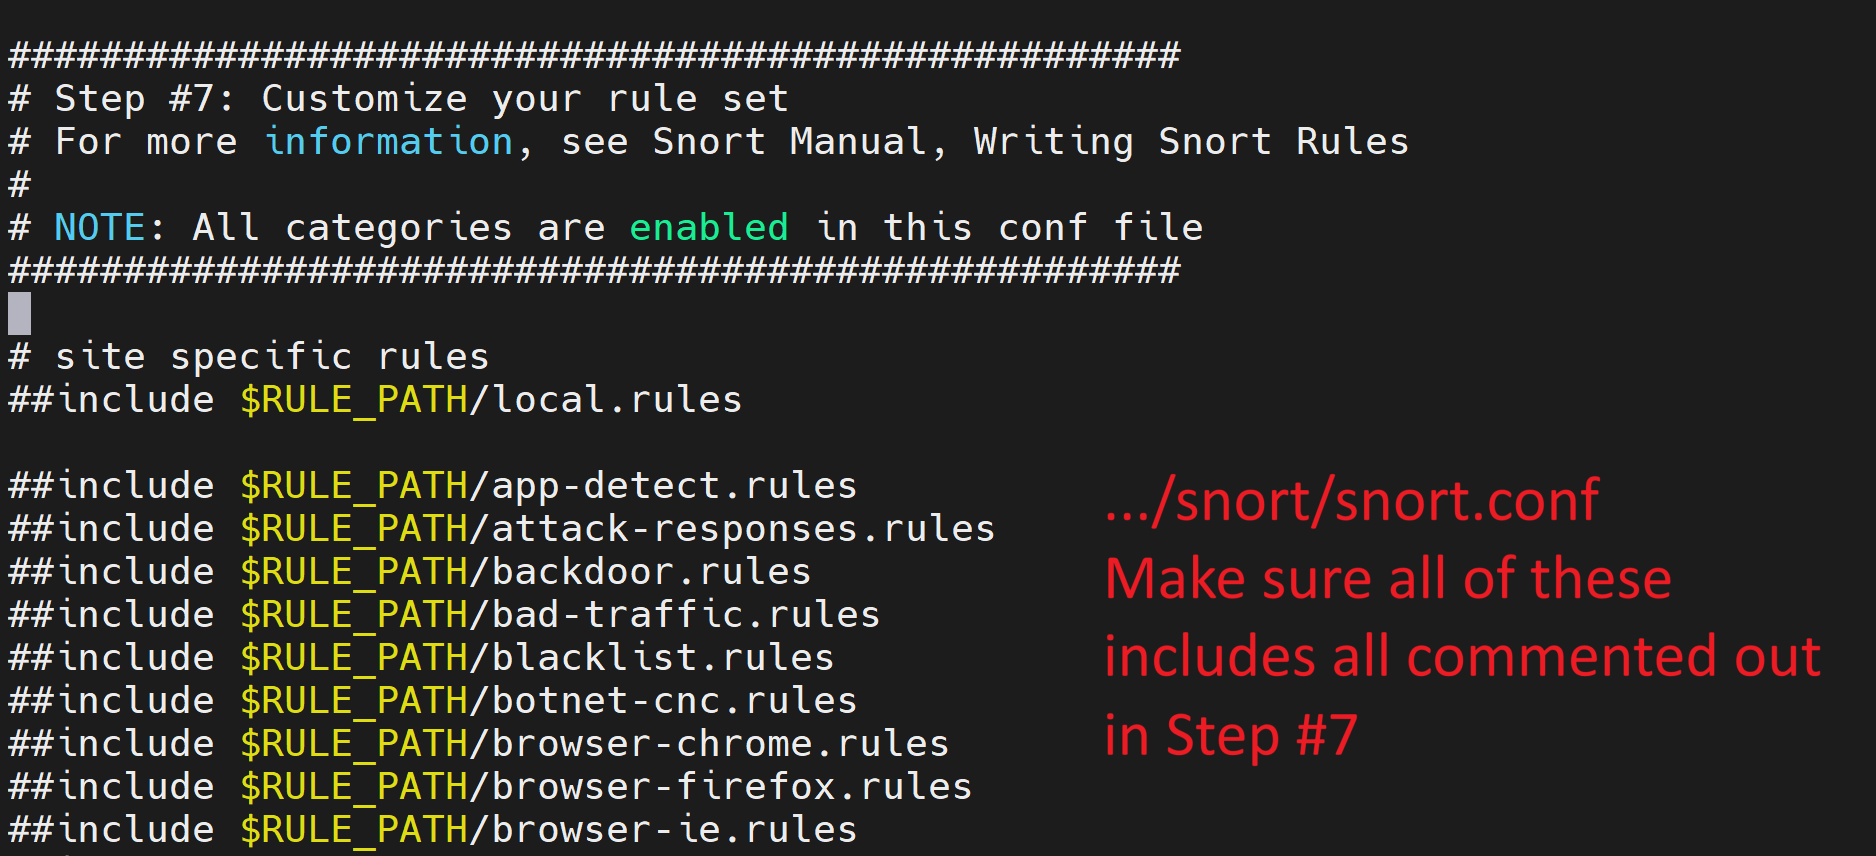 ###################################################
# Step #7: Customize your rule set
# For more information, see Snort Manual, Writing Snort Rules
#
# NOTE: All categories are enabled in this conf file
###################################################
# site specific rules
##include $RULE_PATH/local.rules
##include $RULE_PATH/app-detect.rules
##include $RULE_PATH/attack-responses.rules
##include $RULE_PATH/backdoor.rules
##include $RULE_PATH/bad-traffic.rules
##include $RULE_PATH/blacklist.rules
##include $RULE_PATH/botnet-cnc.rules
##include $RULE_PATH/browser-chrome.rules
##include $RULE_PATH/browser-firefox.rules
##include $RULE_PATH/browser-ie.rules
.../snort/snort.conf
Make sure all of these
includes all commented out
in Step #7